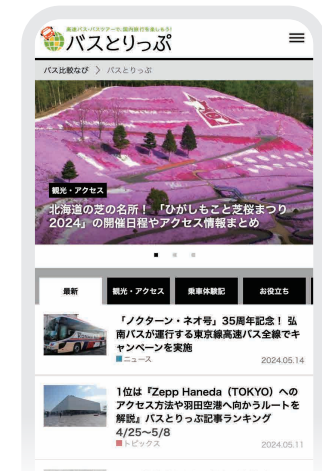 高速バス・バスツアーで、国内旅行を楽しもう!
バスとりっぷ
バス比較なび 〉 バスとりっぷ
観光・アクセス
北海道の芝の名所!「ひがしもこと芝桜まつり
2024」の開催日程やアクセス情報まとめ
最新 観光・アクセス 乗車体験記 お役立ち
「ノクターン・ネオ号」35周年記念! 弘
南バスが運行する東京線高速バス全線でキ
ャンペーンを実施
ニュース 2024.05.14
1位は『Zepp Haneda(TOKYO)への
アクセス方法や羽田空港へ向かうルートを
解説』バスとりっぷ記事ランキング
4/25〜5/8
トピックス 2024.05.11